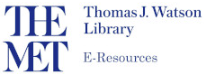 THE
MET
Thomas J. Watson
Library
E-Resources